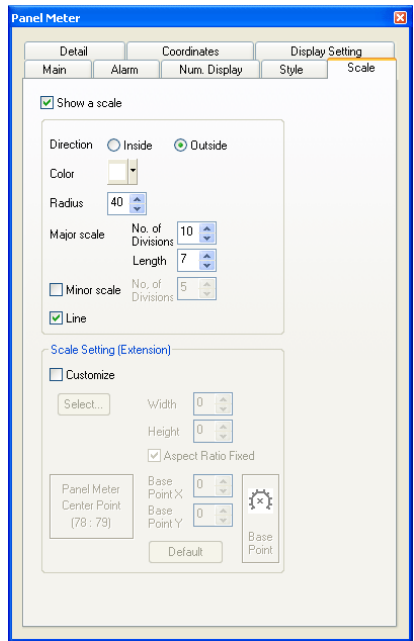 Panel Meter
Detail Coordinates Display Setting
Main Alarm Num. Display Style Scale
Show a scale
Direction Inside Outside
Color
Radius 40
Major scale No. of Divisions 10
Length 7
Minor scale No. of Divisions 5
Line
Scale Setting (Extension)
Customize
Select... Width 0
Height 0
Aspect Ratio Fixed
Panel Meter
Center Point
(78 : 79)
Base
Point X 0
Base
Point Y 0
Default
Base
Point